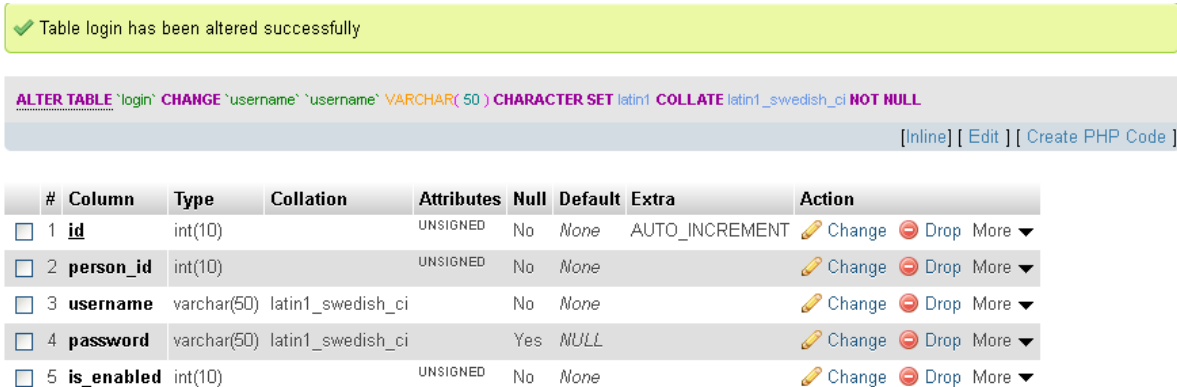 Table login has been altered successfully
ALTER TABLE `login` CHANGE `username` `username` VARCHAR( 50 ) CHARACTER SET latin1 COLLATE latin1_swedish_ci NOT NULL
[Inline] [ Edit ] [ Create PHP Code ]
# Column Type Collation Attributes Null Default Extra Action
1 id int(10) UNSIGNED No None AUTO_INCREMENT Change Drop More
2 person_id int(10) UNSIGNED No None Change Drop More
3 username varchar(50) latin1_swedish_ci No None Change Drop More
4 password varchar(50) latin1_swedish_ci Yes NULL Change Drop More
5 is_enabled int(10) UNSIGNED No None Change Drop More